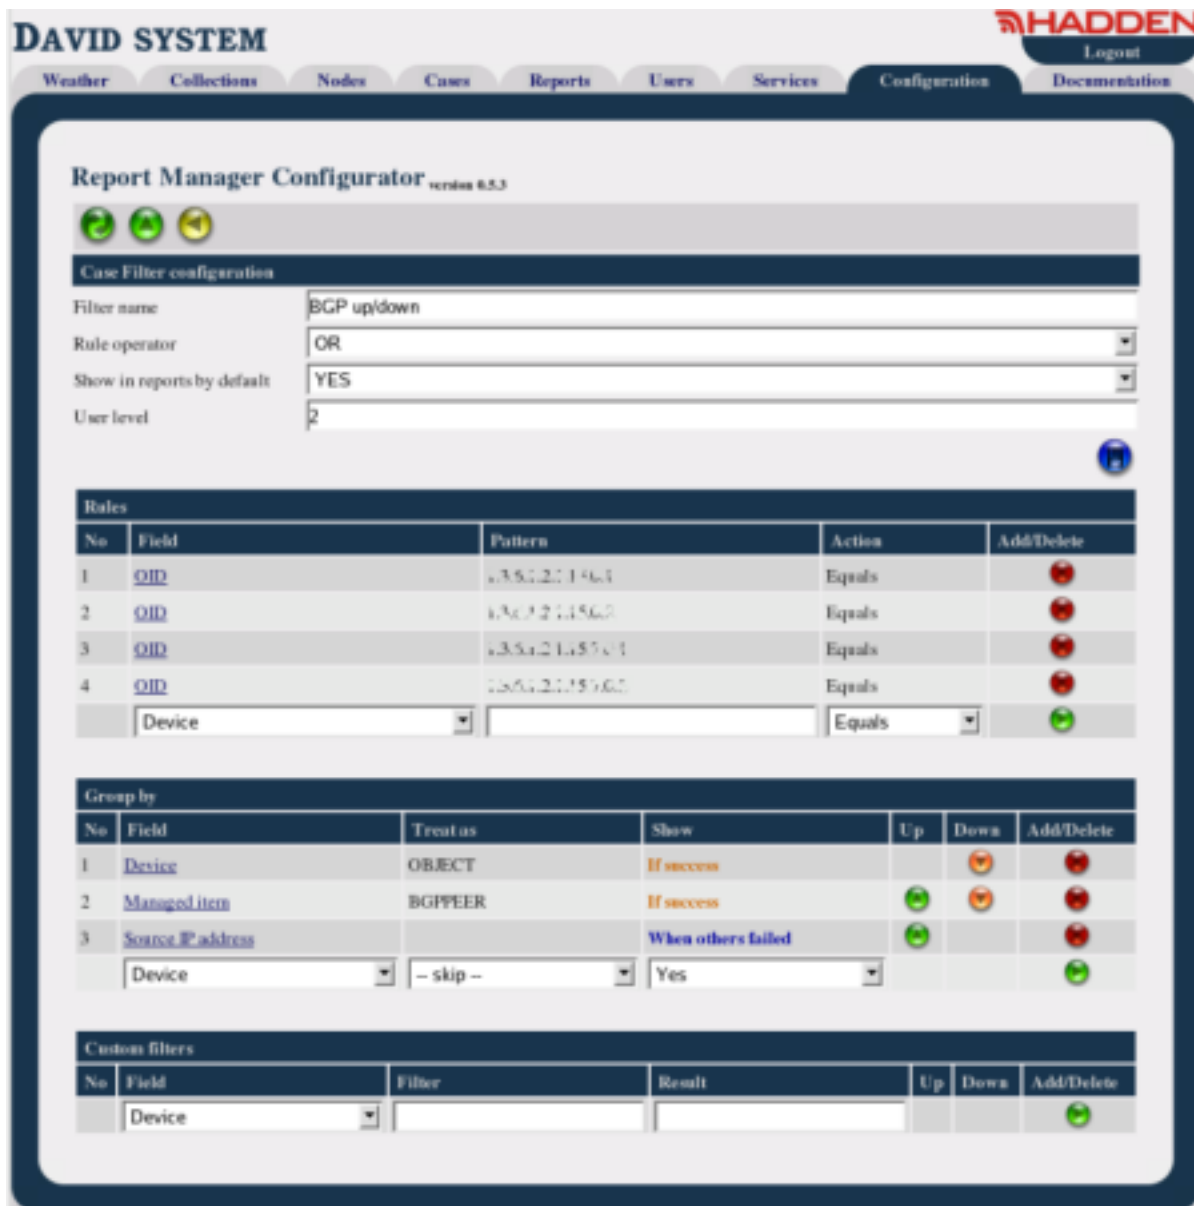 DAVID SYSTEM
HADDEN
Logout
Weather Collections Nodes Cases Reports Users Services Configuration Documentation
Report Manager Configurator version 0.5.3
Case Filter configuration
Filter name BGP up/down
Rule operator OR
Show in reports by default YES
User level 2
Rules
No Field Pattern Action Add/Delete
1 OID Equals
2 OID Equals
3 OID Equals
4 OID Equals
Device Equals
Group by
No Field Treat as Show Up Down Add/Delete
1 Device OBJECT If success
2 Managed item BGPPEER If success
3 Source IP address When others failed
Device -- skip -- Yes
Custom filters
No Field Filter Result Up Down Add/Delete
Device